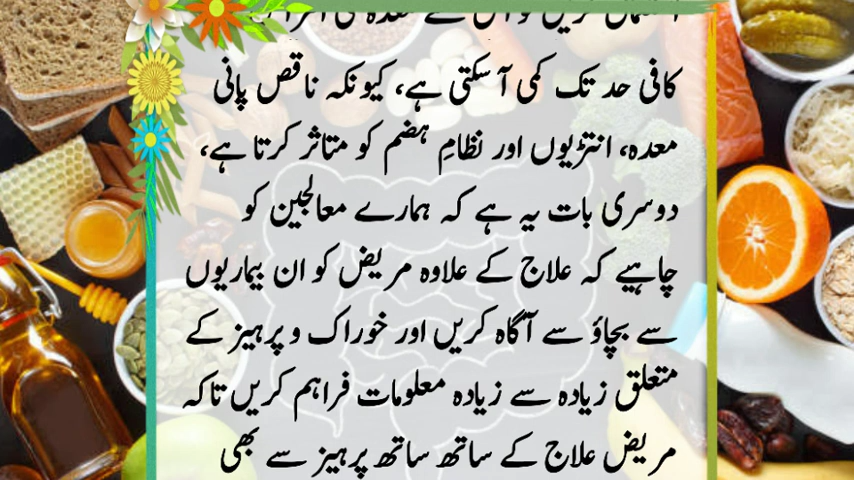 کافی حد تک کمی آ سکتی ہے، کیونکہ ناقص پانی
معدہ، انتڑیوں اور نظامِ ہضم کو متاثر کرتا ہے،
دوسری بات یہ ہے کہ ہمارے معالجین کو
چاہیے کہ علاج کے علاوہ مریض کو ان بیماریوں
سے بچاؤ سے آگاہ کریں اور خوراک و پرہیز کے
متعلق زیادہ سے زیادہ معلومات فراہم کریں تاکہ
مریض علاج کے ساتھ ساتھ پرہیز سے بھی